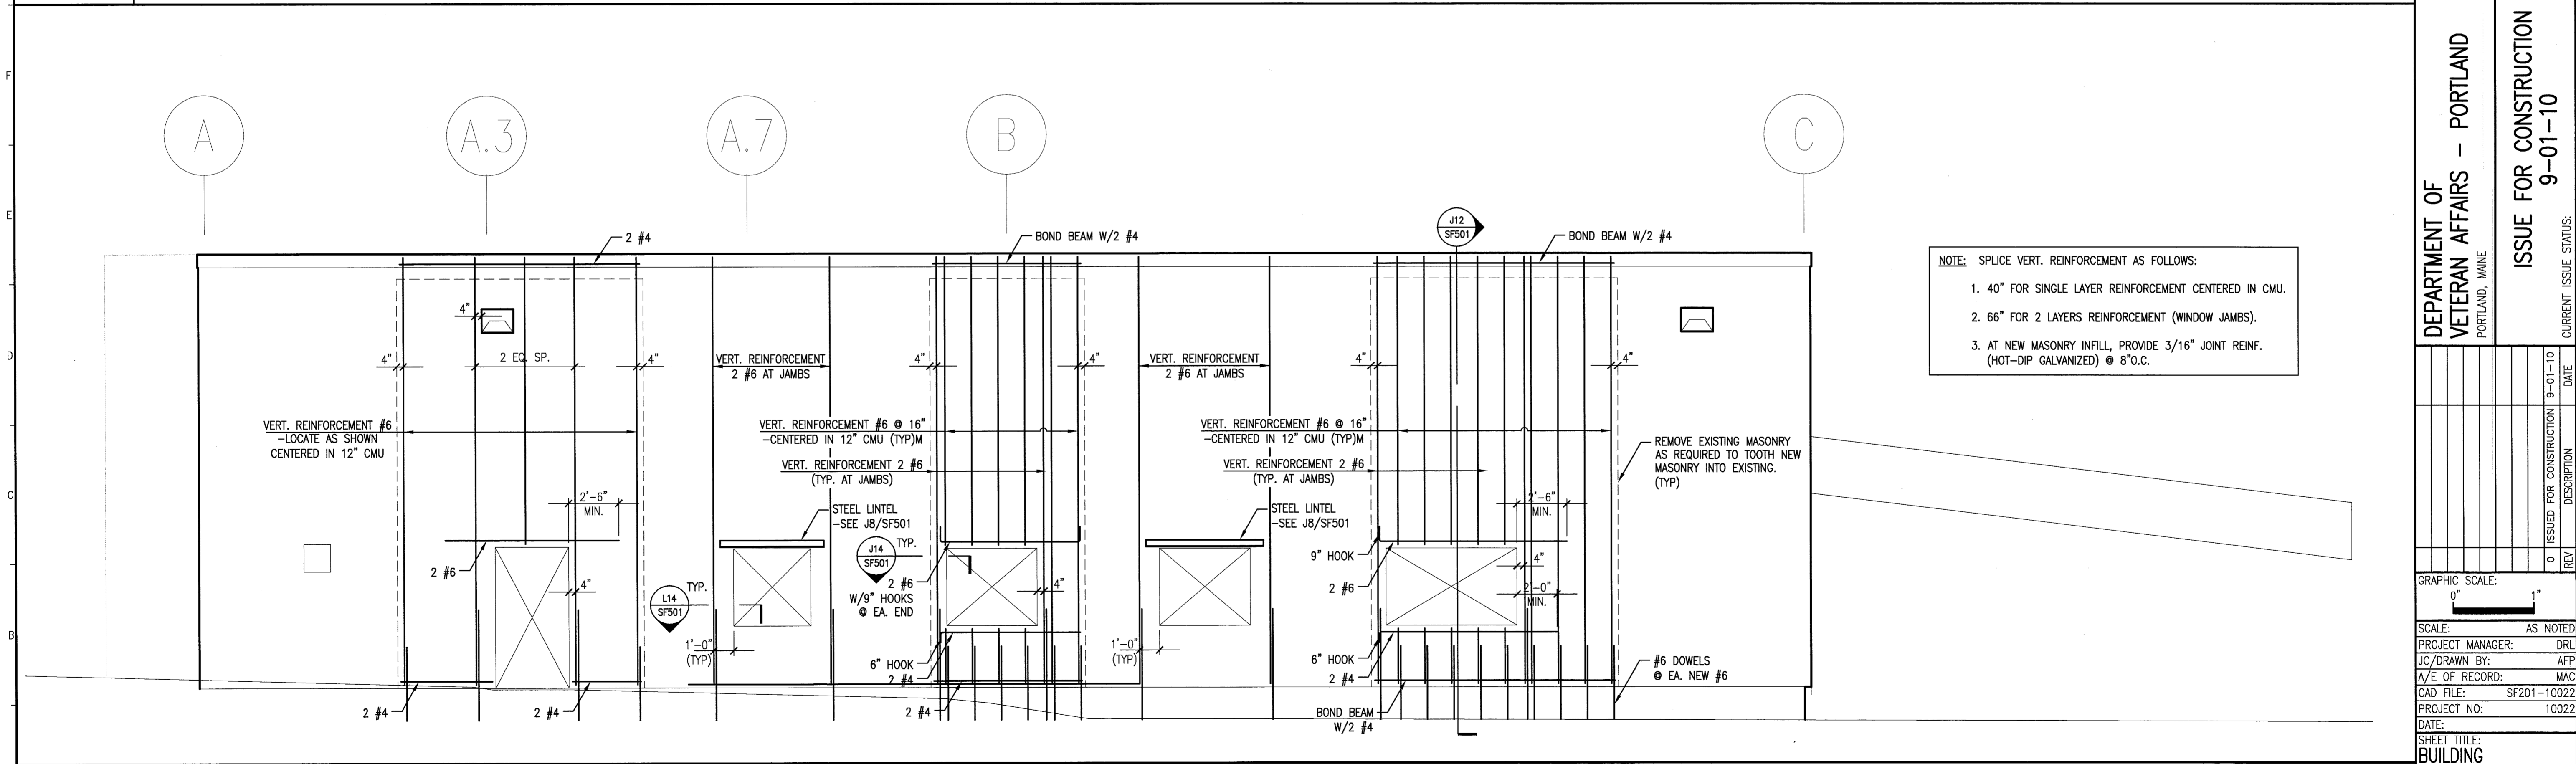 F
E
D
C
B
A
A.3
A.7
B
C
2 #4
BOND BEAM W/2 #4
J12
SF501
BOND BEAM W/2 #4
NOTE: SPLICE VERT. REINFORCEMENT AS FOLLOWS:
1. 40" FOR SINGLE LAYER REINFORCEMENT CENTERED IN CMU.
2. 66" FOR 2 LAYERS REINFORCEMENT (WINDOW JAMBS).
3. AT NEW MASONRY INFILL, PROVIDE 3/16" JOINT REINF.
(HOT-DIP GALVANIZED) @ 8"O.C.
4"
4"
2 EQ. SP.
4"
VERT. REINFORCEMENT
2 #6 AT JAMBS
4"
4"
VERT. REINFORCEMENT
2 #6 AT JAMBS
4"
4"
VERT. REINFORCEMENT #6
-LOCATE AS SHOWN
CENTERED IN 12" CMU
VERT. REINFORCEMENT #6 @ 16"
-CENTERED IN 12" CMU (TYP)M
VERT. REINFORCEMENT 2 #6
(TYP. AT JAMBS)
VERT. REINFORCEMENT #6 @ 16"
-CENTERED IN 12" CMU (TYP)M
VERT. REINFORCEMENT 2 #6
(TYP. AT JAMBS)
REMOVE EXISTING MASONRY
AS REQUIRED TO TOOTH NEW
MASONRY INTO EXISTING.
(TYP)
2'-6"
MIN.
STEEL LINTEL
-SEE J8/SF501
STEEL LINTEL
-SEE J8/SF501
2'-6"
MIN.
2 #6
4"
L14
SF501
TYP.
J14
SF501
TYP.
2 #6
W/9" HOOKS
@ EA. END
4"
9" HOOK
2 #6
4"
2'-0"
MIN.
1'-0"
(TYP)
6" HOOK
2 #4
1'-0"
(TYP)
6" HOOK
2 #4
#6 DOWELS
@ EA. NEW #6
2 #4
2 #4
2 #4
BOND BEAM
W/2 #4
DEPARTMENT OF
VETERAN AFFAIRS - PORTLAND
PORTLAND, MAINE
ISSUE FOR CONSTRUCTION
9-01-10
CURRENT ISSUE STATUS:
0 ISSUED FOR CONSTRUCTION 9-01-10
REV DESCRIPTION DATE
GRAPHIC SCALE:
0" 1"
SCALE: AS NOTED
PROJECT MANAGER: DRL
JC/DRAWN BY: AFP
A/E OF RECORD: MAC
CAD FILE: SF201-10022
PROJECT NO: 10022
DATE:
SHEET TITLE:
BUILDING